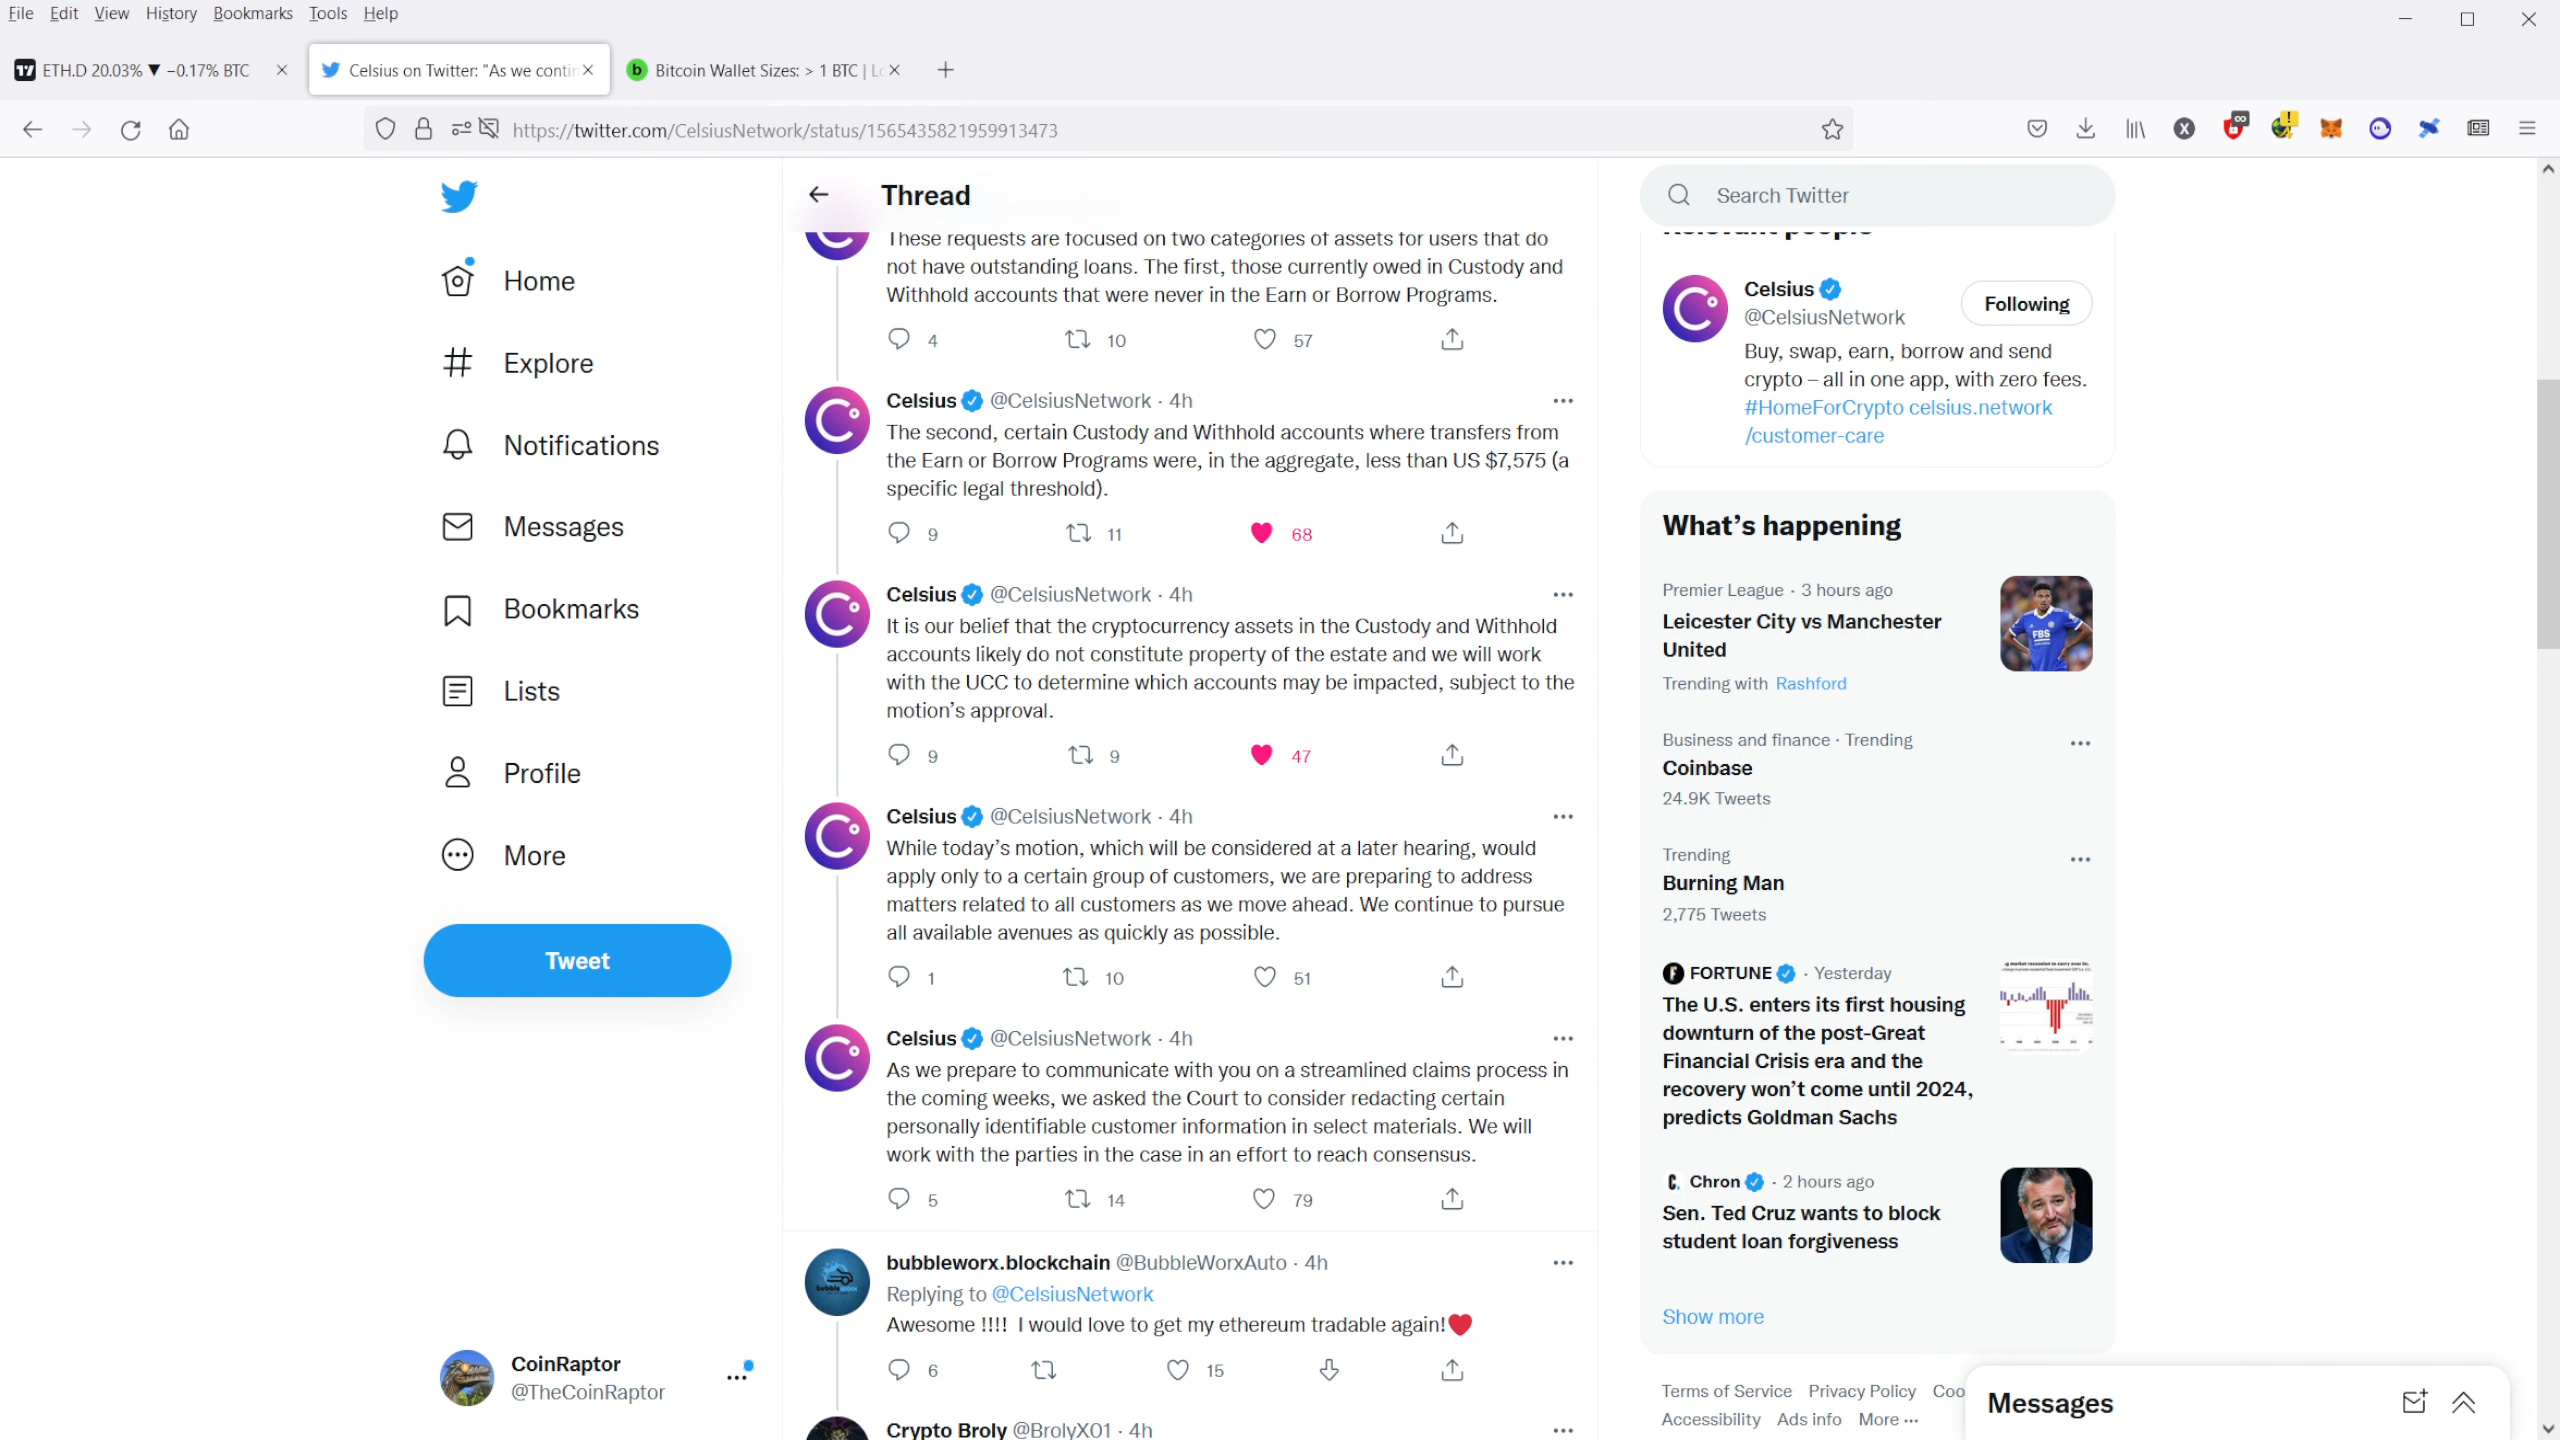 File Edit View History Bookmarks Tools Help
ETH.D 20.03% ▼ −0.17% BTC
Celsius on Twitter: "As we contin
Bitcoin Wallet Sizes: > 1 BTC | Lo
https://twitter.com/CelsiusNetwork/status/1565435821959913473
Home
Explore
Notifications
Messages
Bookmarks
Lists
Profile
More
Tweet
CoinRaptor
@TheCoinRaptor
Thread
These requests are focused on two categories of assets for users that do
not have outstanding loans. The first, those currently owed in Custody and
Withhold accounts that were never in the Earn or Borrow Programs.
4 10 57
Celsius @CelsiusNetwork · 4h
The second, certain Custody and Withhold accounts where transfers from
the Earn or Borrow Programs were, in the aggregate, less than US $7,575 (a
specific legal threshold).
9 11 68
Celsius @CelsiusNetwork · 4h
It is our belief that the cryptocurrency assets in the Custody and Withhold
accounts likely do not constitute property of the estate and we will work
with the UCC to determine which accounts may be impacted, subject to the
motion's approval.
9 9 47
Celsius @CelsiusNetwork · 4h
While today's motion, which will be considered at a later hearing, would
apply only to a certain group of customers, we are preparing to address
matters related to all customers as we move ahead. We continue to pursue
all available avenues as quickly as possible.
1 10 51
Celsius @CelsiusNetwork · 4h
As we prepare to communicate with you on a streamlined claims process in
the coming weeks, we asked the Court to consider redacting certain
personally identifiable customer information in select materials. We will
work with the parties in the case in an effort to reach consensus.
5 14 79
bubbleworx.blockchain @BubbleWorxAuto · 4h
Replying to @CelsiusNetwork
Awesome !!!! I would love to get my ethereum tradable again!❤️
6 15
Crypto Broly @BrolyX01 · 4h
Search Twitter
Relevant people
Celsius
@CelsiusNetwork
Following
Buy, swap, earn, borrow and send
crypto – all in one app, with zero fees.
#HomeForCrypto celsius.network
/customer-care
What's happening
Premier League · 3 hours ago
Leicester City vs Manchester
United
FBS
Trending with Rashford
Business and finance · Trending
Coinbase
24.9K Tweets
Trending
Burning Man
2,775 Tweets
FORTUNE · Yesterday
The U.S. enters its first housing
downturn of the post-Great
Financial Crisis era and the
recovery won't come until 2024,
predicts Goldman Sachs
Chron · 2 hours ago
Sen. Ted Cruz wants to block
student loan forgiveness
Show more
Terms of Service Privacy Policy Coo
Accessibility Ads info More ···
Messages